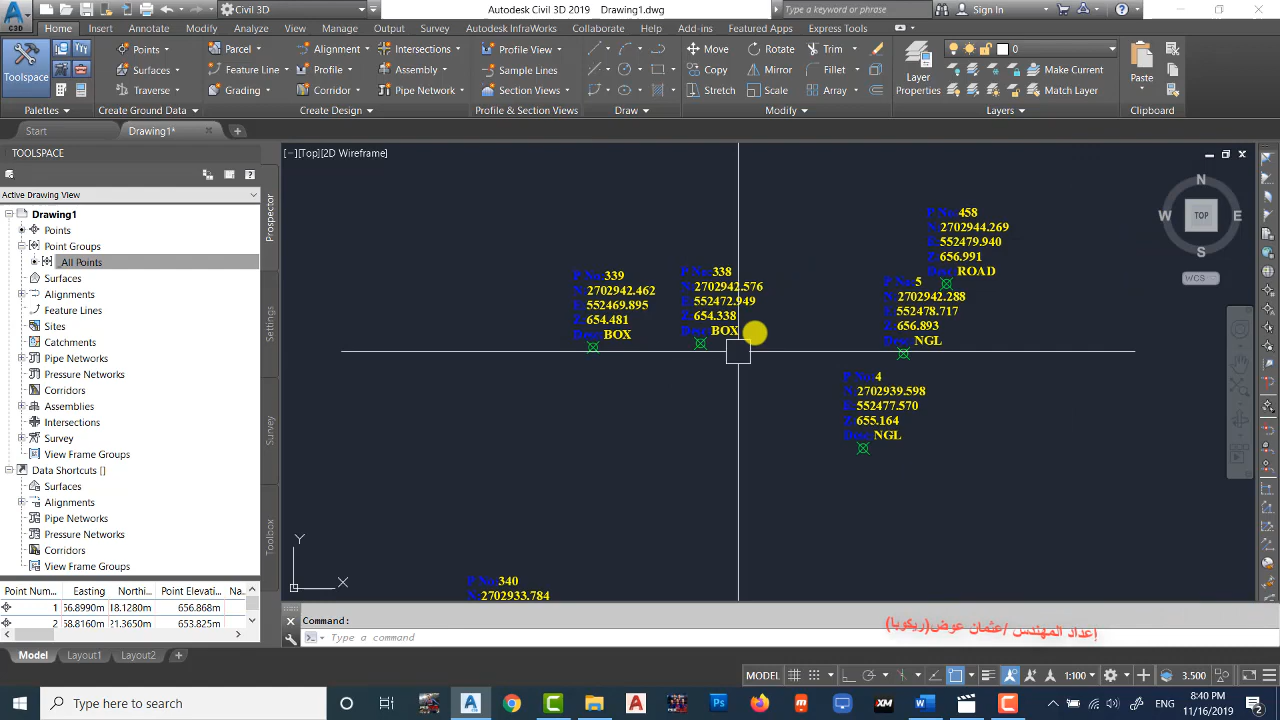 C3D
Civil 3D
Autodesk Civil 3D 2019 Drawing1.dwg
Type a keyword or phrase
Sign In
Home Insert Annotate Modify Analyze View Manage Output Survey Autodesk InfraWorks Collaborate Help Add-ins Featured Apps Express Tools
Toolspace
Points
Surfaces
Traverse
Parcel
Feature Line
Grading
Alignment
Profile
Corridor
Intersections
Assembly
Pipe Network
Profile View
Sample Lines
Section Views
Move
Copy
Stretch
Rotate
Mirror
Scale
Trim
Fillet
Array
Layer
Properties
0
Make Current
Match Layer
Paste
Palettes
Create Ground Data
Create Design
Profile & Section Views
Draw
Modify
Layers
Clipboard
Start
Drawing1*
TOOLSPACE
Active Drawing View
Drawing1
Points
Point Groups
_All Points
Surfaces
Alignments
Feature Lines
Sites
Catchments
Pipe Networks
Pressure Networks
Corridors
Assemblies
Intersections
Survey
View Frame Groups
Data Shortcuts []
Surfaces
Alignments
Pipe Networks
Pressure Networks
Corridors
View Frame Groups
Prospector
Settings
Survey
Toolbox
Point Num... Easting Northi... Point Elevati... Na
1 56.8990m 18.1280m 656.868m
2 58.8160m 21.3650m 653.825m
[−][Top][2D Wireframe]
N
W TOP E
S
WCS
P No:458
N:2702944.269
E:552479.940
Z:656.991
Desc:ROAD
P No:339
N:2702942.462
E:552469.895
Z:654.481
Desc:BOX
P No:338
N:2702942.576
E:552472.949
Z:654.338
Desc:BOX
P No:5
N:2702942.288
E:552478.717
Z:656.893
Desc:NGL
P No:4
N:2702939.598
E:552477.570
Z:655.164
Desc:NGL
P No:340
N:2702933.784
Y
X
Command:
Type a command
إعداد المهندس /عثمان عوض(ريكوبا)
Model Layout1 Layout2
MODEL
1:100
3.500
Type here to search
ENG
8:40 PM
11/16/2019
2